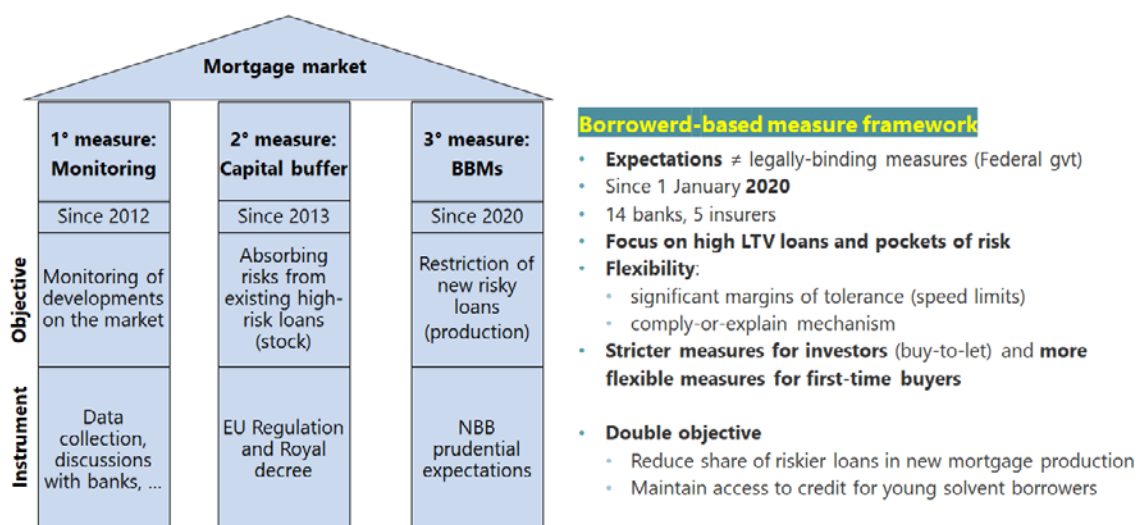 Mortgage market
1° measure:
Monitoring
Since 2012
Monitoring of
developments
on the market
Data
collection,
discussions
with banks, ...
2° measure:
Capital buffer
Since 2013
Absorbing
risks from
existing high-
risk loans
(stock)
EU Regulation
and Royal
decree
3° measure:
BBMs
Since 2020
Restriction of
new risky
loans
(production)
NBB
prudential
expectations
Objective
Instrument
Borrowerd-based measure framework
• Expectations ≠ legally-binding measures (Federal gvt)
• Since 1 January 2020
• 14 banks, 5 insurers
• Focus on high LTV loans and pockets of risk
• Flexibility:
• significant margins of tolerance (speed limits)
• comply-or-explain mechanism
• Stricter measures for investors (buy-to-let) and more
flexible measures for first-time buyers
• Double objective
• Reduce share of riskier loans in new mortgage production
• Maintain access to credit for young solvent borrowers